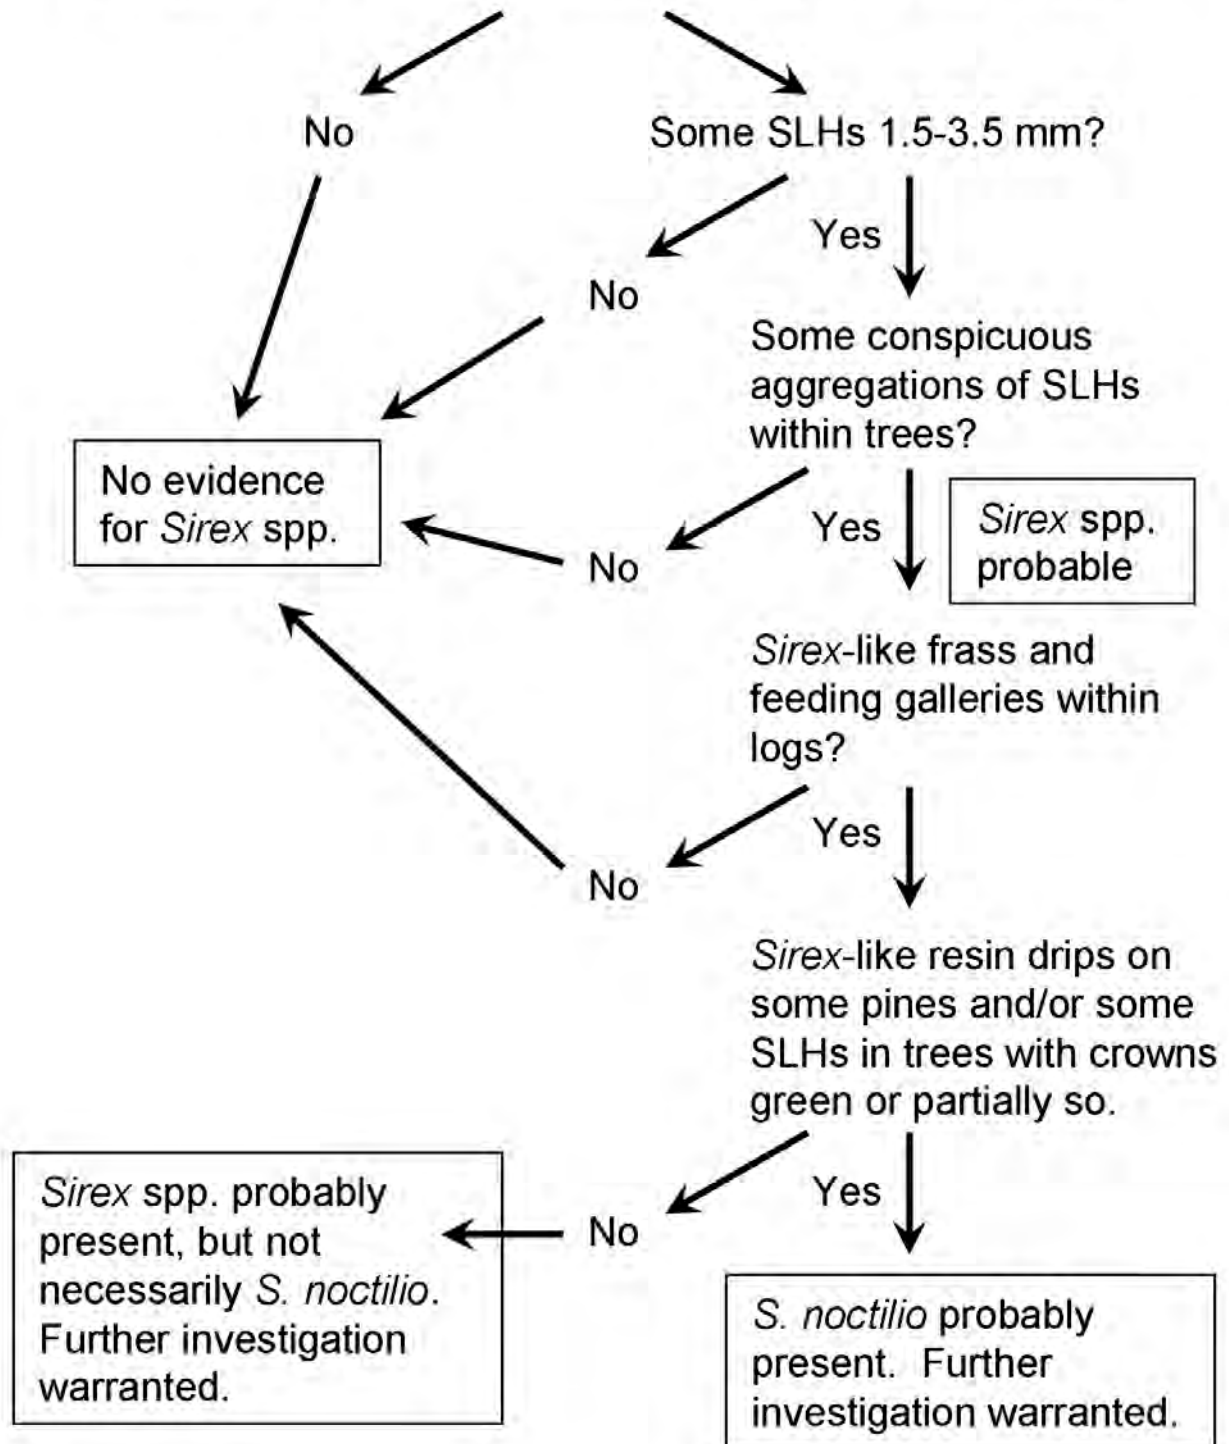 No
Some SLHs 1.5-3.5 mm?
Yes
No
Some conspicuous
aggregations of SLHs
within trees?
No evidence
for Sirex spp.
Yes
Sirex spp.
probable
No
Sirex-like frass and
feeding galleries within
logs?
Yes
No
Sirex-like resin drips on
some pines and/or some
SLHs in trees with crowns
green or partially so.
Yes
No
Sirex spp. probably
present, but not
necessarily S. noctilio.
Further investigation
warranted.
S. noctilio probably
present. Further
investigation warranted.